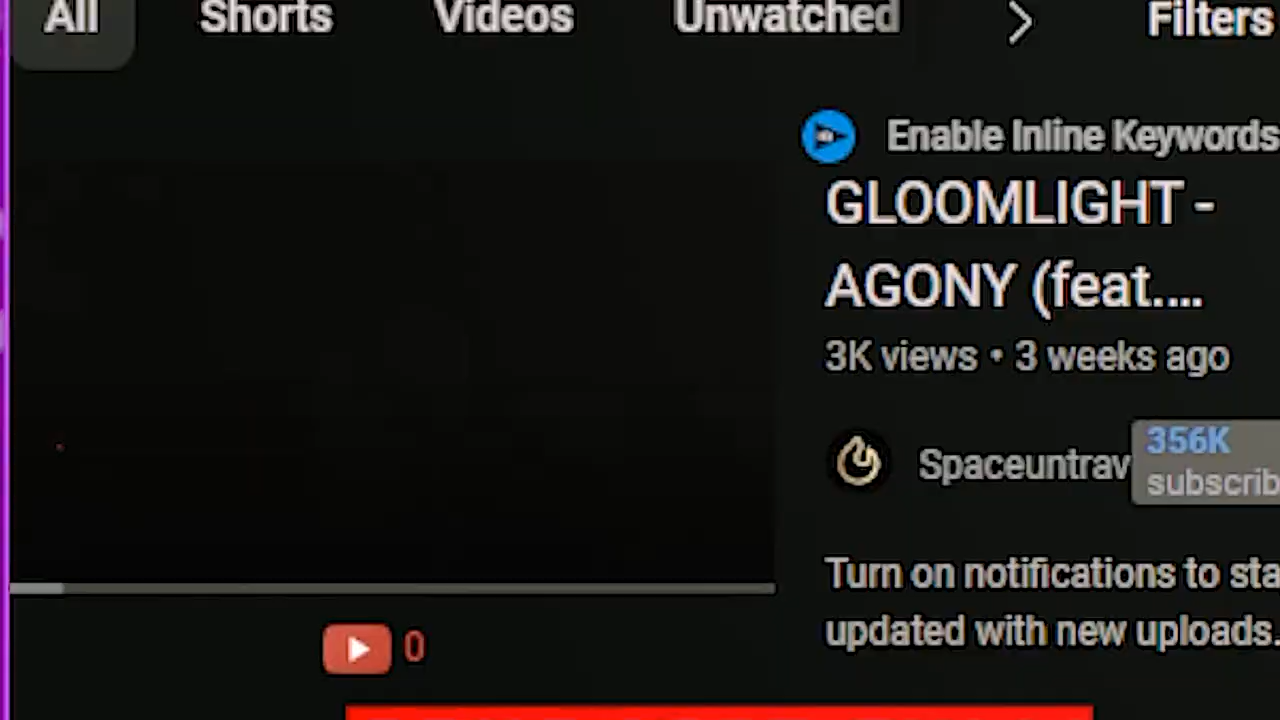 All Shorts Videos Unwatched Filters
Enable Inline Keywords
GLOOMLIGHT -
AGONY (feat....
3K views • 3 weeks ago
356K
Spaceuntrav
subscrib
Turn on notifications to sta
updated with new uploads.
0